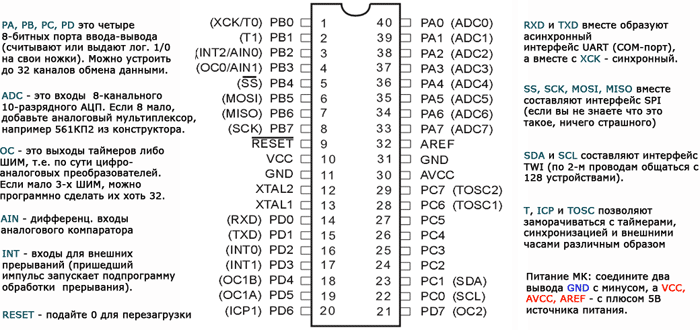 PA, PB, PC, PD это четыре
8-битных порта ввода-вывода
(считывают или выдают лог. 1/0
на свои ножки). Можно устроить
до 32 каналов обмена данными.
ADC - это входы 8-канального
10-разрядного АЦП. Если 8 мало,
добавьте аналоговый мультиплексор,
например 561КП2 из конструктора.
OC - это выходы таймеров либо
ШИМ, т.е. по сути цифро-
аналоговых преобразователей.
Если мало 3-х ШИМ, можно
программно сделать их хоть 32.
AIN - дифференц. входы
аналогового компаратора
INT - входы для внешних
прерываний (пришедший
импульс запускает подпрограмму
обработки прерывания).
RESET - подайте 0 для перезагрузки
(XCK/T0) PB0 1 40 PA0 (ADC0)
(T1) PB1 2 39 PA1 (ADC1)
(INT2/AIN0) PB2 3 38 PA2 (ADC2)
(OC0/AIN1) PB3 4 37 PA3 (ADC3)
(SS) PB4 5 36 PA4 (ADC4)
(MOSI) PB5 6 35 PA5 (ADC5)
(MISO) PB6 7 34 PA6 (ADC6)
(SCK) PB7 8 33 PA7 (ADC7)
RESET 9 32 AREF
VCC 10 31 GND
GND 11 30 AVCC
XTAL2 12 29 PC7 (TOSC2)
XTAL1 13 28 PC6 (TOSC1)
(RXD) PD0 14 27 PC5
(TXD) PD1 15 26 PC4
(INT0) PD2 16 25 PC3
(INT1) PD3 17 24 PC2
(OC1B) PD4 18 23 PC1 (SDA)
(OC1A) PD5 19 22 PC0 (SCL)
(ICP1) PD6 20 21 PD7 (OC2)
RXD и TXD вместе образуют
асинхронный
интерфейс UART (COM-порт),
а вместе с XCK - синхронный.
SS, SCK, MOSI, MISO вместе
составляют интерфейс SPI
(если вы не знаете что это
такое, ничего страшного)
SDA и SCL составляют интерфейс
TWI (по 2-м проводам общаться с
128 устройствами).
T, ICP и TOSC позволяют
заморачиваться с таймерами,
синхронизацией и внешними
часами различным образом
Питание МК: соедините два
вывода GND с минусом, а VCC,
AVCC, AREF - с плюсом 5В
источника питания.